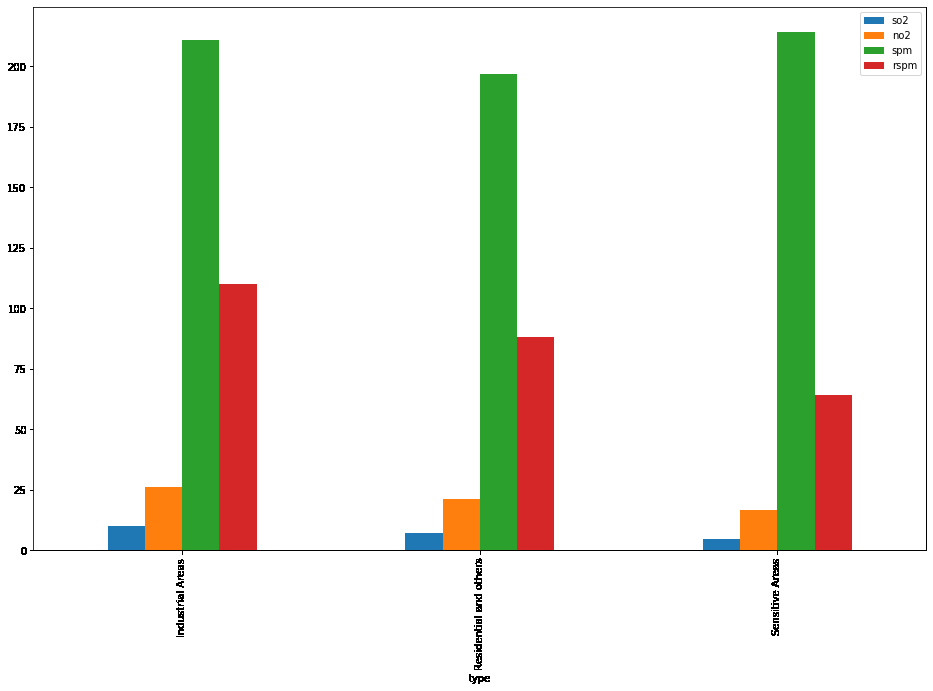 so2
no2
spm
rspm
200
175
150
125
100
75
50
25
0
Industrial Areas
Residential and others
Sensitive Areas
type